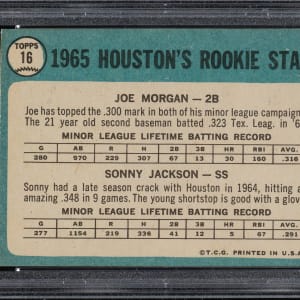 TOPPS
16
1965 HOUSTON'S ROOKIE STA
JOE MORGAN — 2B
Joe has topped the .300 mark in both of his minor league campaign
The 21 year old second baseman batted .323 Tex. Leag. in '6
MINOR LEAGUE LIFETIME BATTING RECORD
G AB R H 2B 3B HR RBI AVG.
280 970 229 307 67 13 30 160 .316
SONNY JACKSON — SS
Sonny had a late season crack with Houston in 1964, hitting a
amazing .348 in 9 games. The young shortstop is good with a glov
MINOR LEAGUE LIFETIME BATTING RECORD
G AB R H 2B 3B HR RBI AVG.
277 1154 219 336 41 12 5 67 .291
© T.C.G. PRINTED IN U.S.A